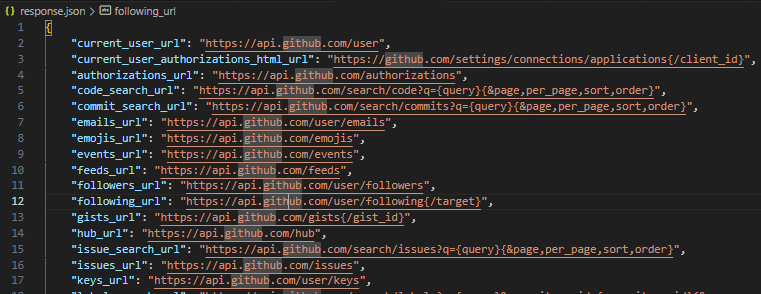 response.json > following_url
1 {
2 "current_user_url": "https://api.github.com/user",
3 "current_user_authorizations_html_url": "https://github.com/settings/connections/applications{/client_id}",
4 "authorizations_url": "https://api.github.com/authorizations",
5 "code_search_url": "https://api.github.com/search/code?q={query}{&page,per_page,sort,order}",
6 "commit_search_url": "https://api.github.com/search/commits?q={query}{&page,per_page,sort,order}",
7 "emails_url": "https://api.github.com/user/emails",
8 "emojis_url": "https://api.github.com/emojis",
9 "events_url": "https://api.github.com/events",
10 "feeds_url": "https://api.github.com/feeds",
11 "followers_url": "https://api.github.com/user/followers",
12 "following_url": "https://api.github.com/user/following{/target}",
13 "gists_url": "https://api.github.com/gists{/gist_id}",
14 "hub_url": "https://api.github.com/hub",
15 "issue_search_url": "https://api.github.com/search/issues?q={query}{&page,per_page,sort,order}",
16 "issues_url": "https://api.github.com/issues",
17 "keys_url": "https://api.github.com/user/keys",